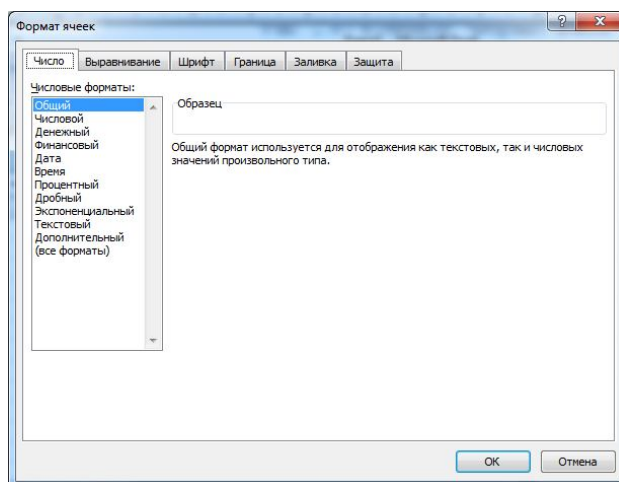 Формат ячеек
Число Выравнивание Шрифт Граница Заливка Защита
Числовые форматы:
Общий
Числовой
Денежный
Финансовый
Дата
Время
Процентный
Дробный
Экспоненциальный
Текстовый
Дополнительный
(все форматы)
Образец
Общий формат используется для отображения как текстовых, так и числовых
значений произвольного типа.
ОК Отмена